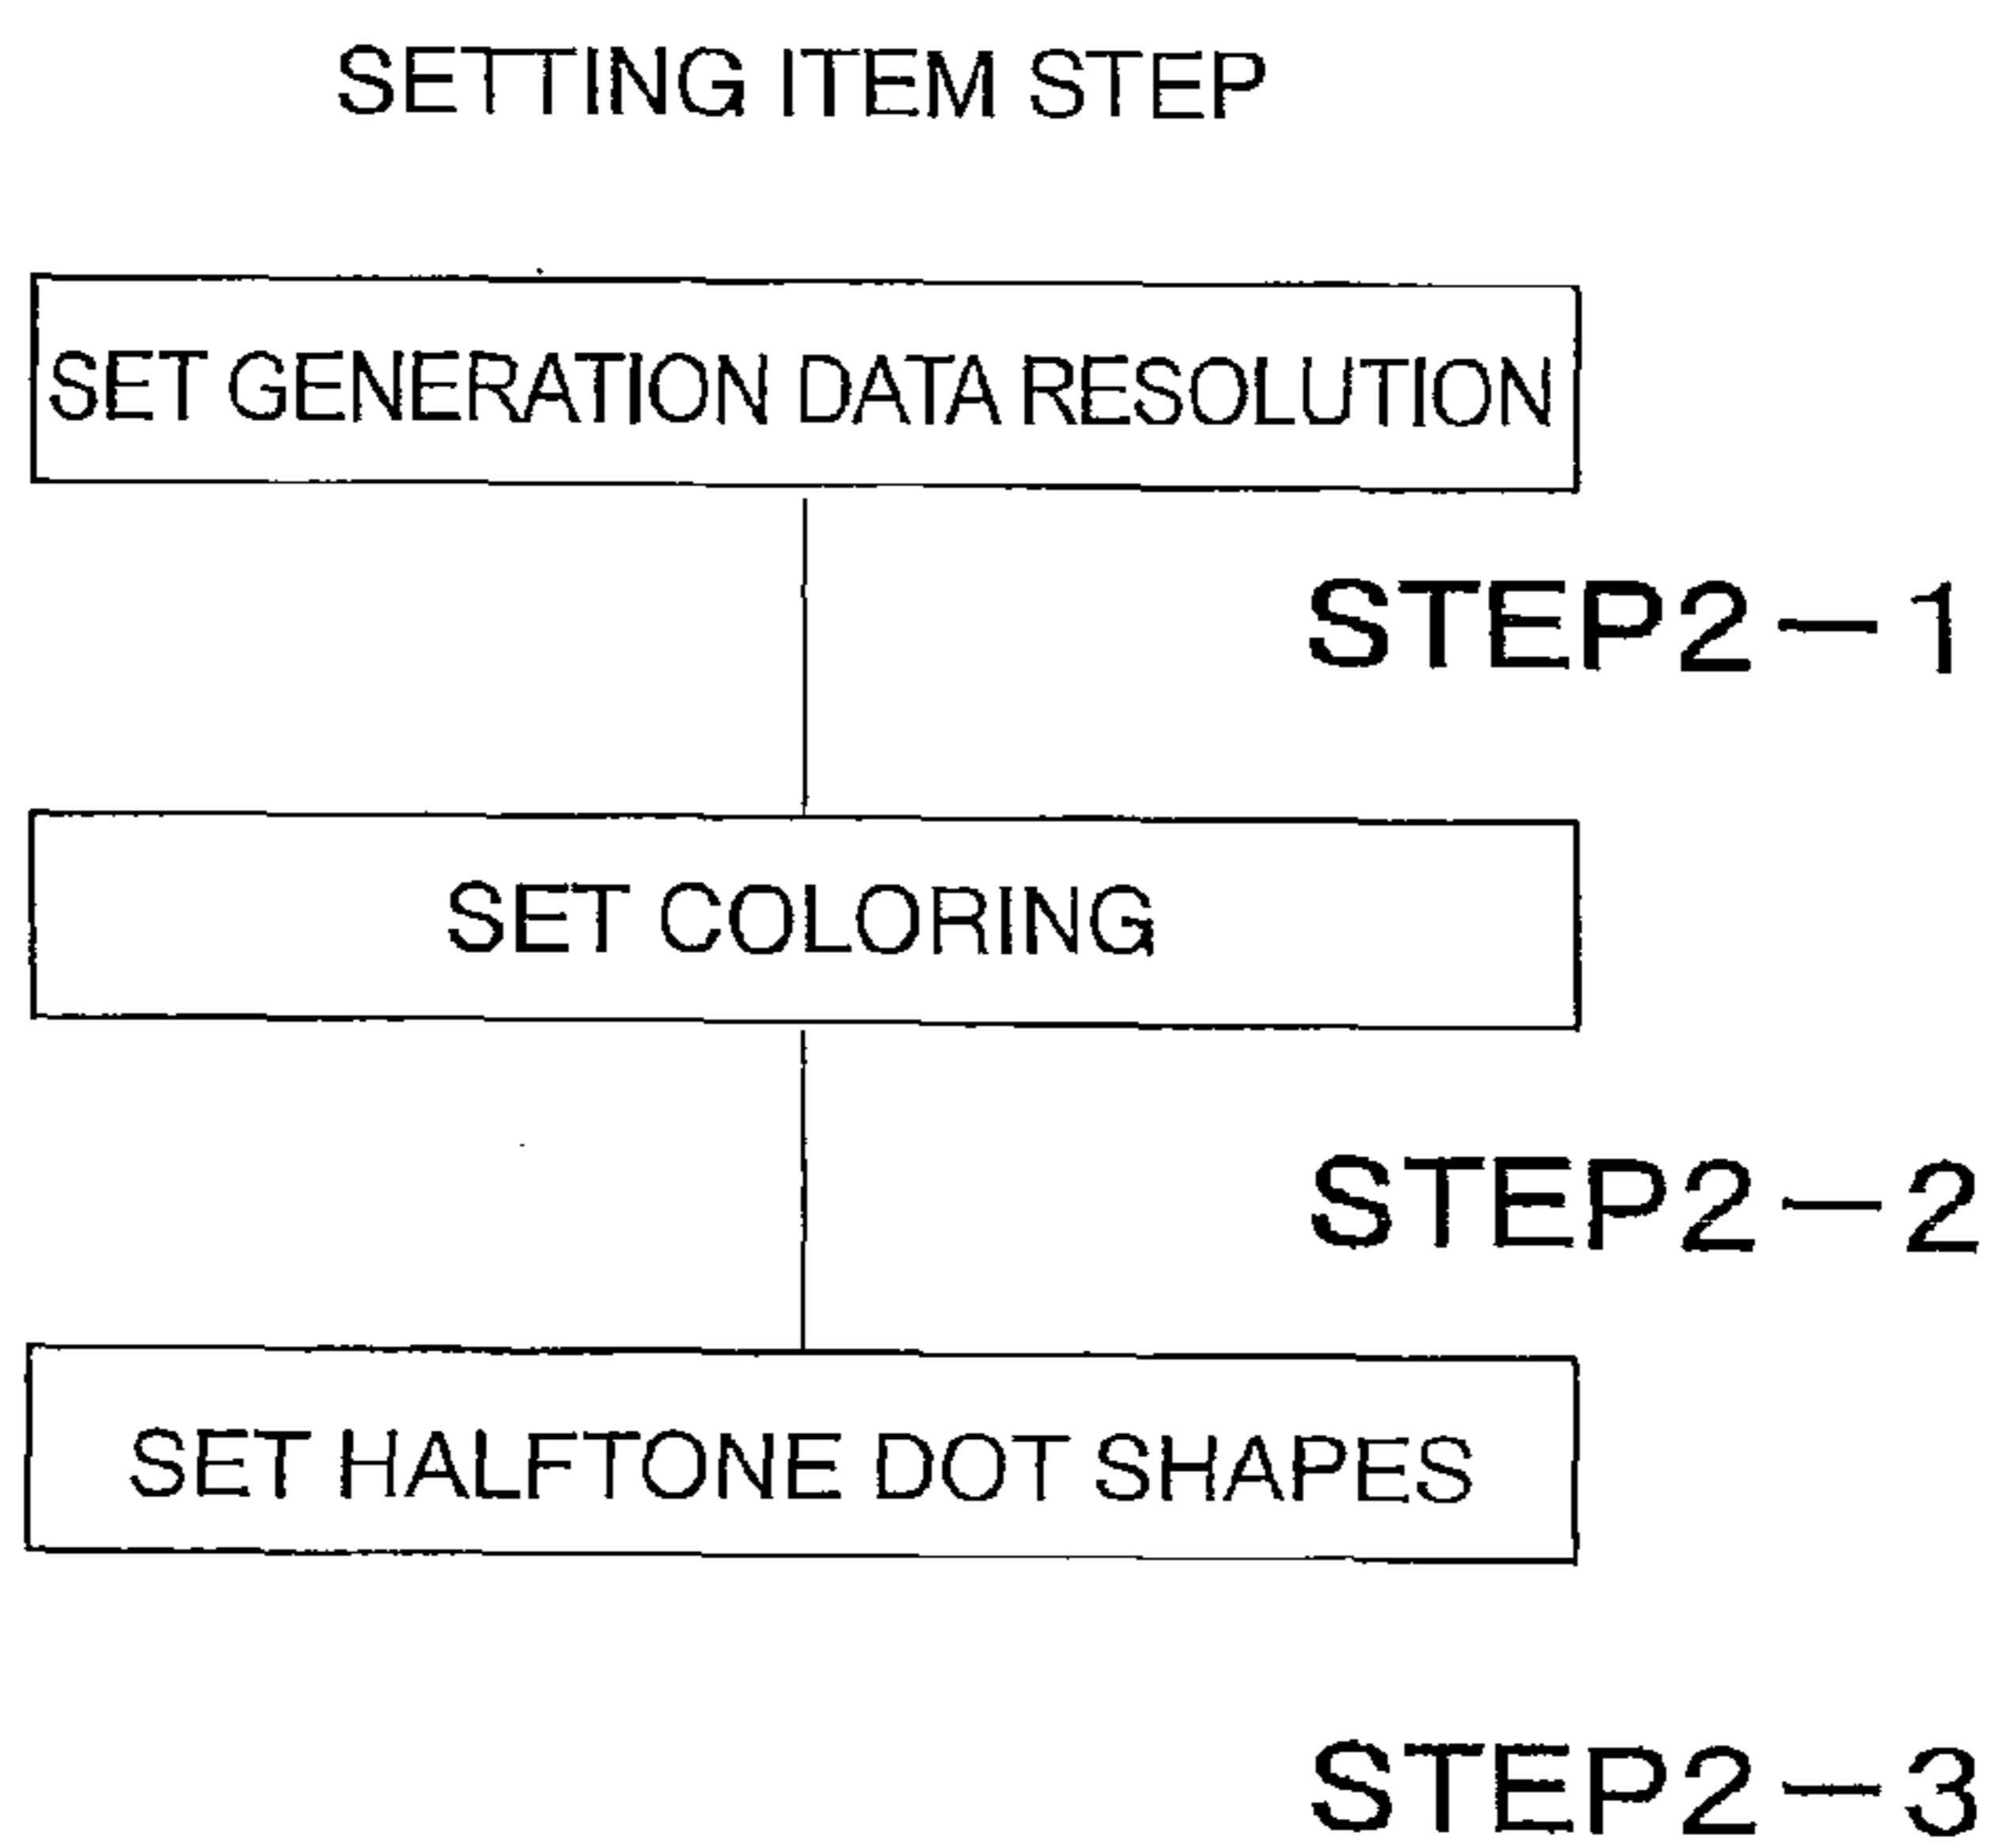 SETTING ITEM STEP
SET GENERATION DATA RESOLUTION
STEP2-1
SET COLORING
STEP2-2
SET HALFTONE DOT SHAPES
STEP2-3